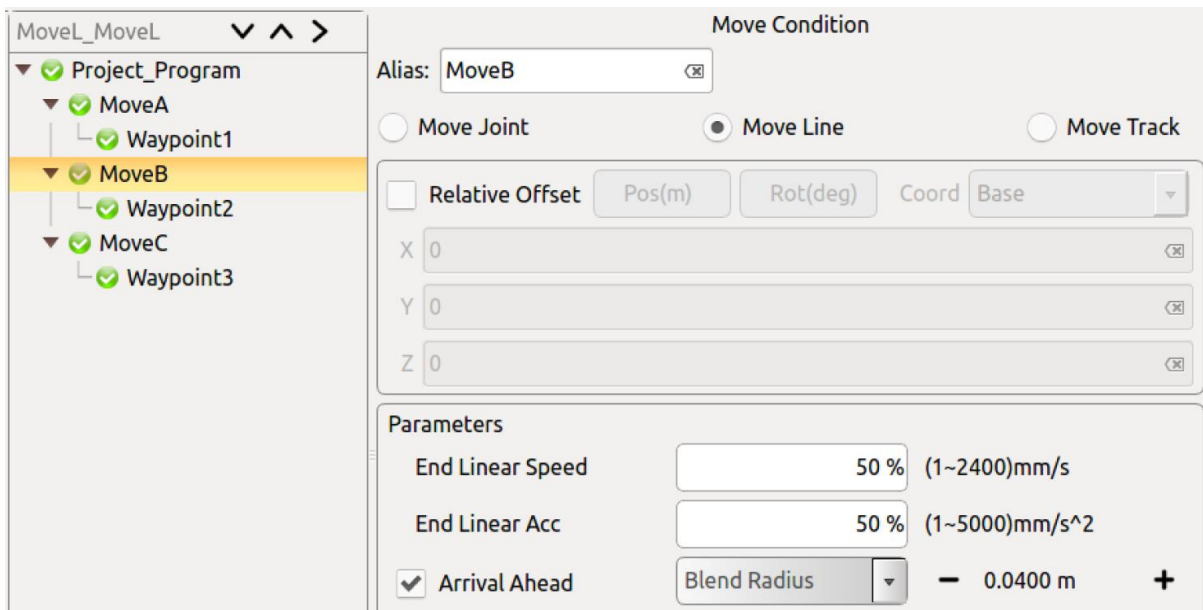 MoveL_MoveL
Project_Program
MoveA
Waypoint1
MoveB
Waypoint2
MoveC
Waypoint3
Move Condition
Alias: MoveB
Move Joint Move Line Move Track
Relative Offset Pos(m) Rot(deg) Coord Base
X 0
Y 0
Z 0
Parameters
End Linear Speed 50 % (1~2400)mm/s
End Linear Acc 50 % (1~5000)mm/s^2
Arrival Ahead Blend Radius - 0.0400 m +